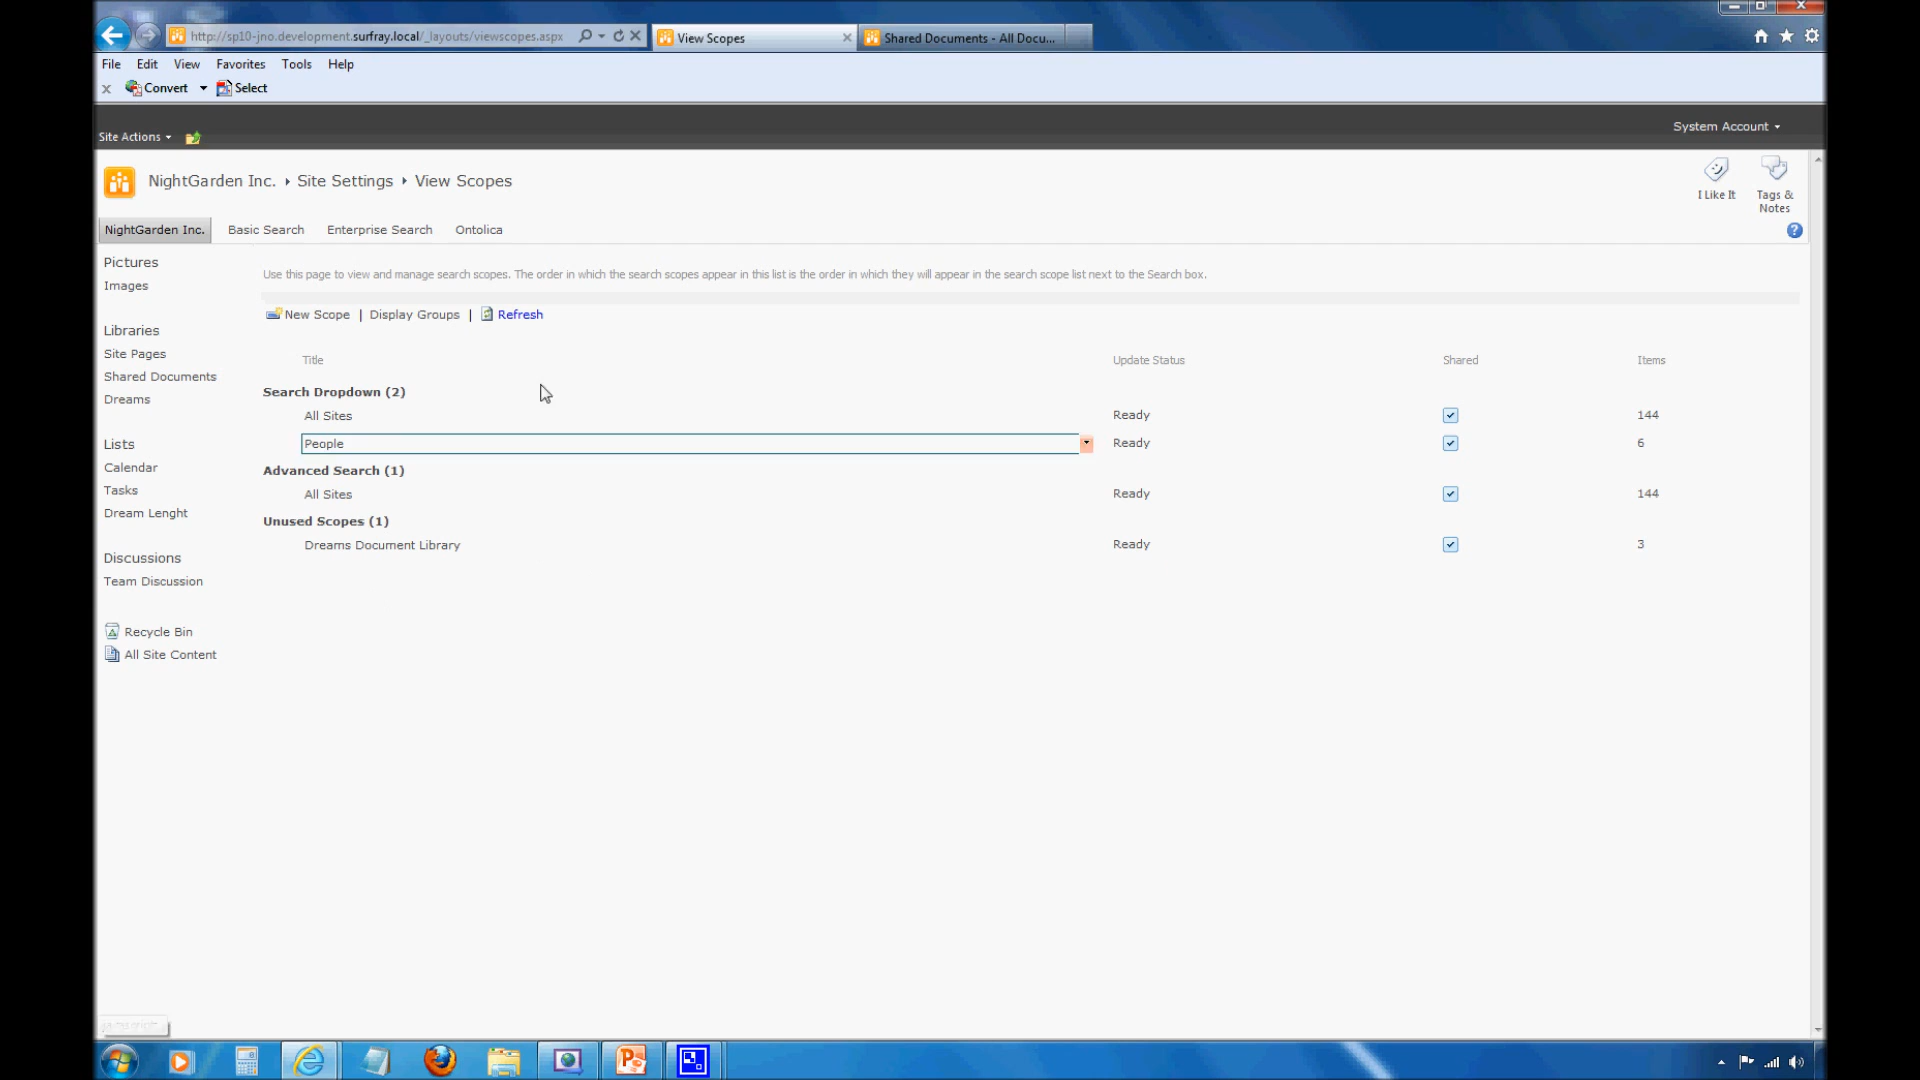 http://sp10-jno.development.surfray.local/_layouts/viewscopes.aspx
View Scopes
Shared Documents - All Docu...
File Edit View Favorites Tools Help
x Convert Select
Site Actions
System Account
NightGarden Inc. Site Settings View Scopes
I Like It
Tags & Notes
NightGarden Inc. Basic Search Enterprise Search Ontolica
Pictures
Images
Libraries
Site Pages
Shared Documents
Dreams
Lists
Calendar
Tasks
Dream Lenght
Discussions
Team Discussion
Recycle Bin
All Site Content
Use this page to view and manage search scopes. The order in which the search scopes appear in this list is the order in which they will appear in the search scope list next to the Search box.
New Scope | Display Groups | Refresh
Title Update Status Shared Items
Search Dropdown (2)
All Sites Ready 144
People Ready 6
Advanced Search (1)
All Sites Ready 144
Unused Scopes (1)
Dreams Document Library Ready 3